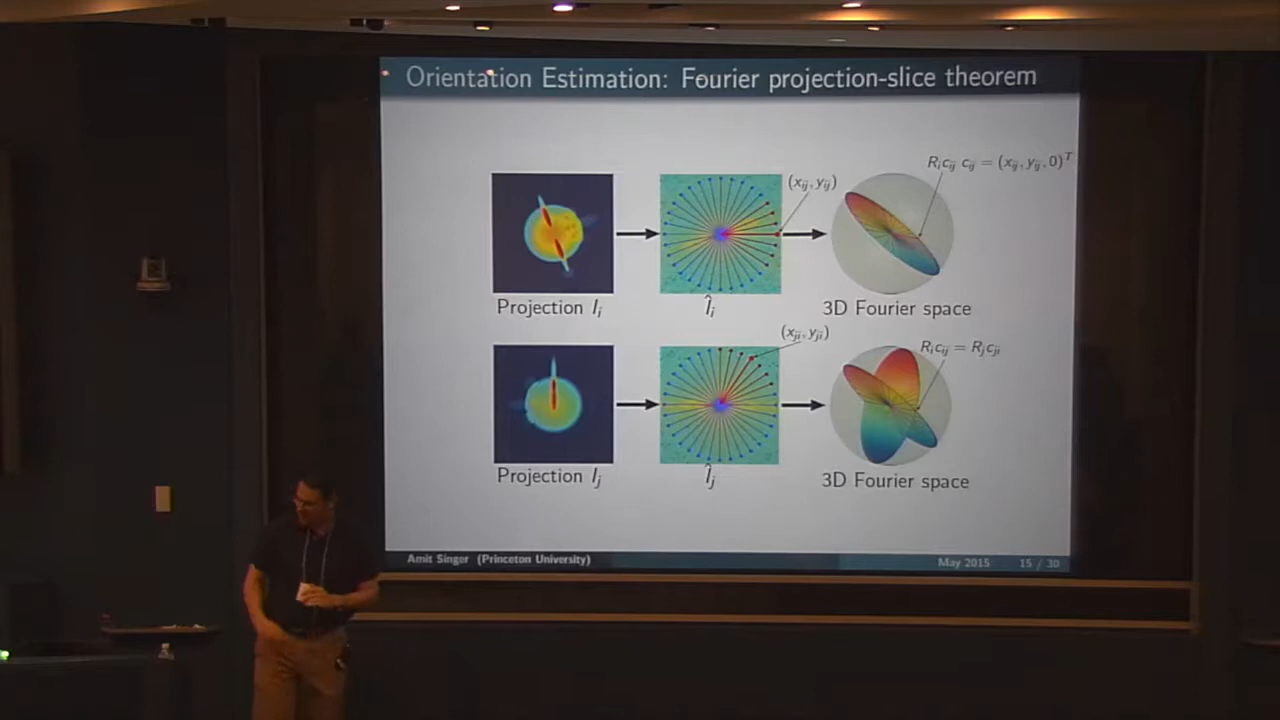 Orientation Estimation: Fourier projection-slice theorem
R_i c_ij c_ij = (x_ij, y_ij, 0)^T
(x_ij, y_ij)
Projection I_i
Î_i
3D Fourier space
(x_ji, y_ji)
R_i c_ij = R_j c_ji
Projection I_j
Î_j
3D Fourier space
Amit Singer (Princeton University)
May 2015
15 / 30